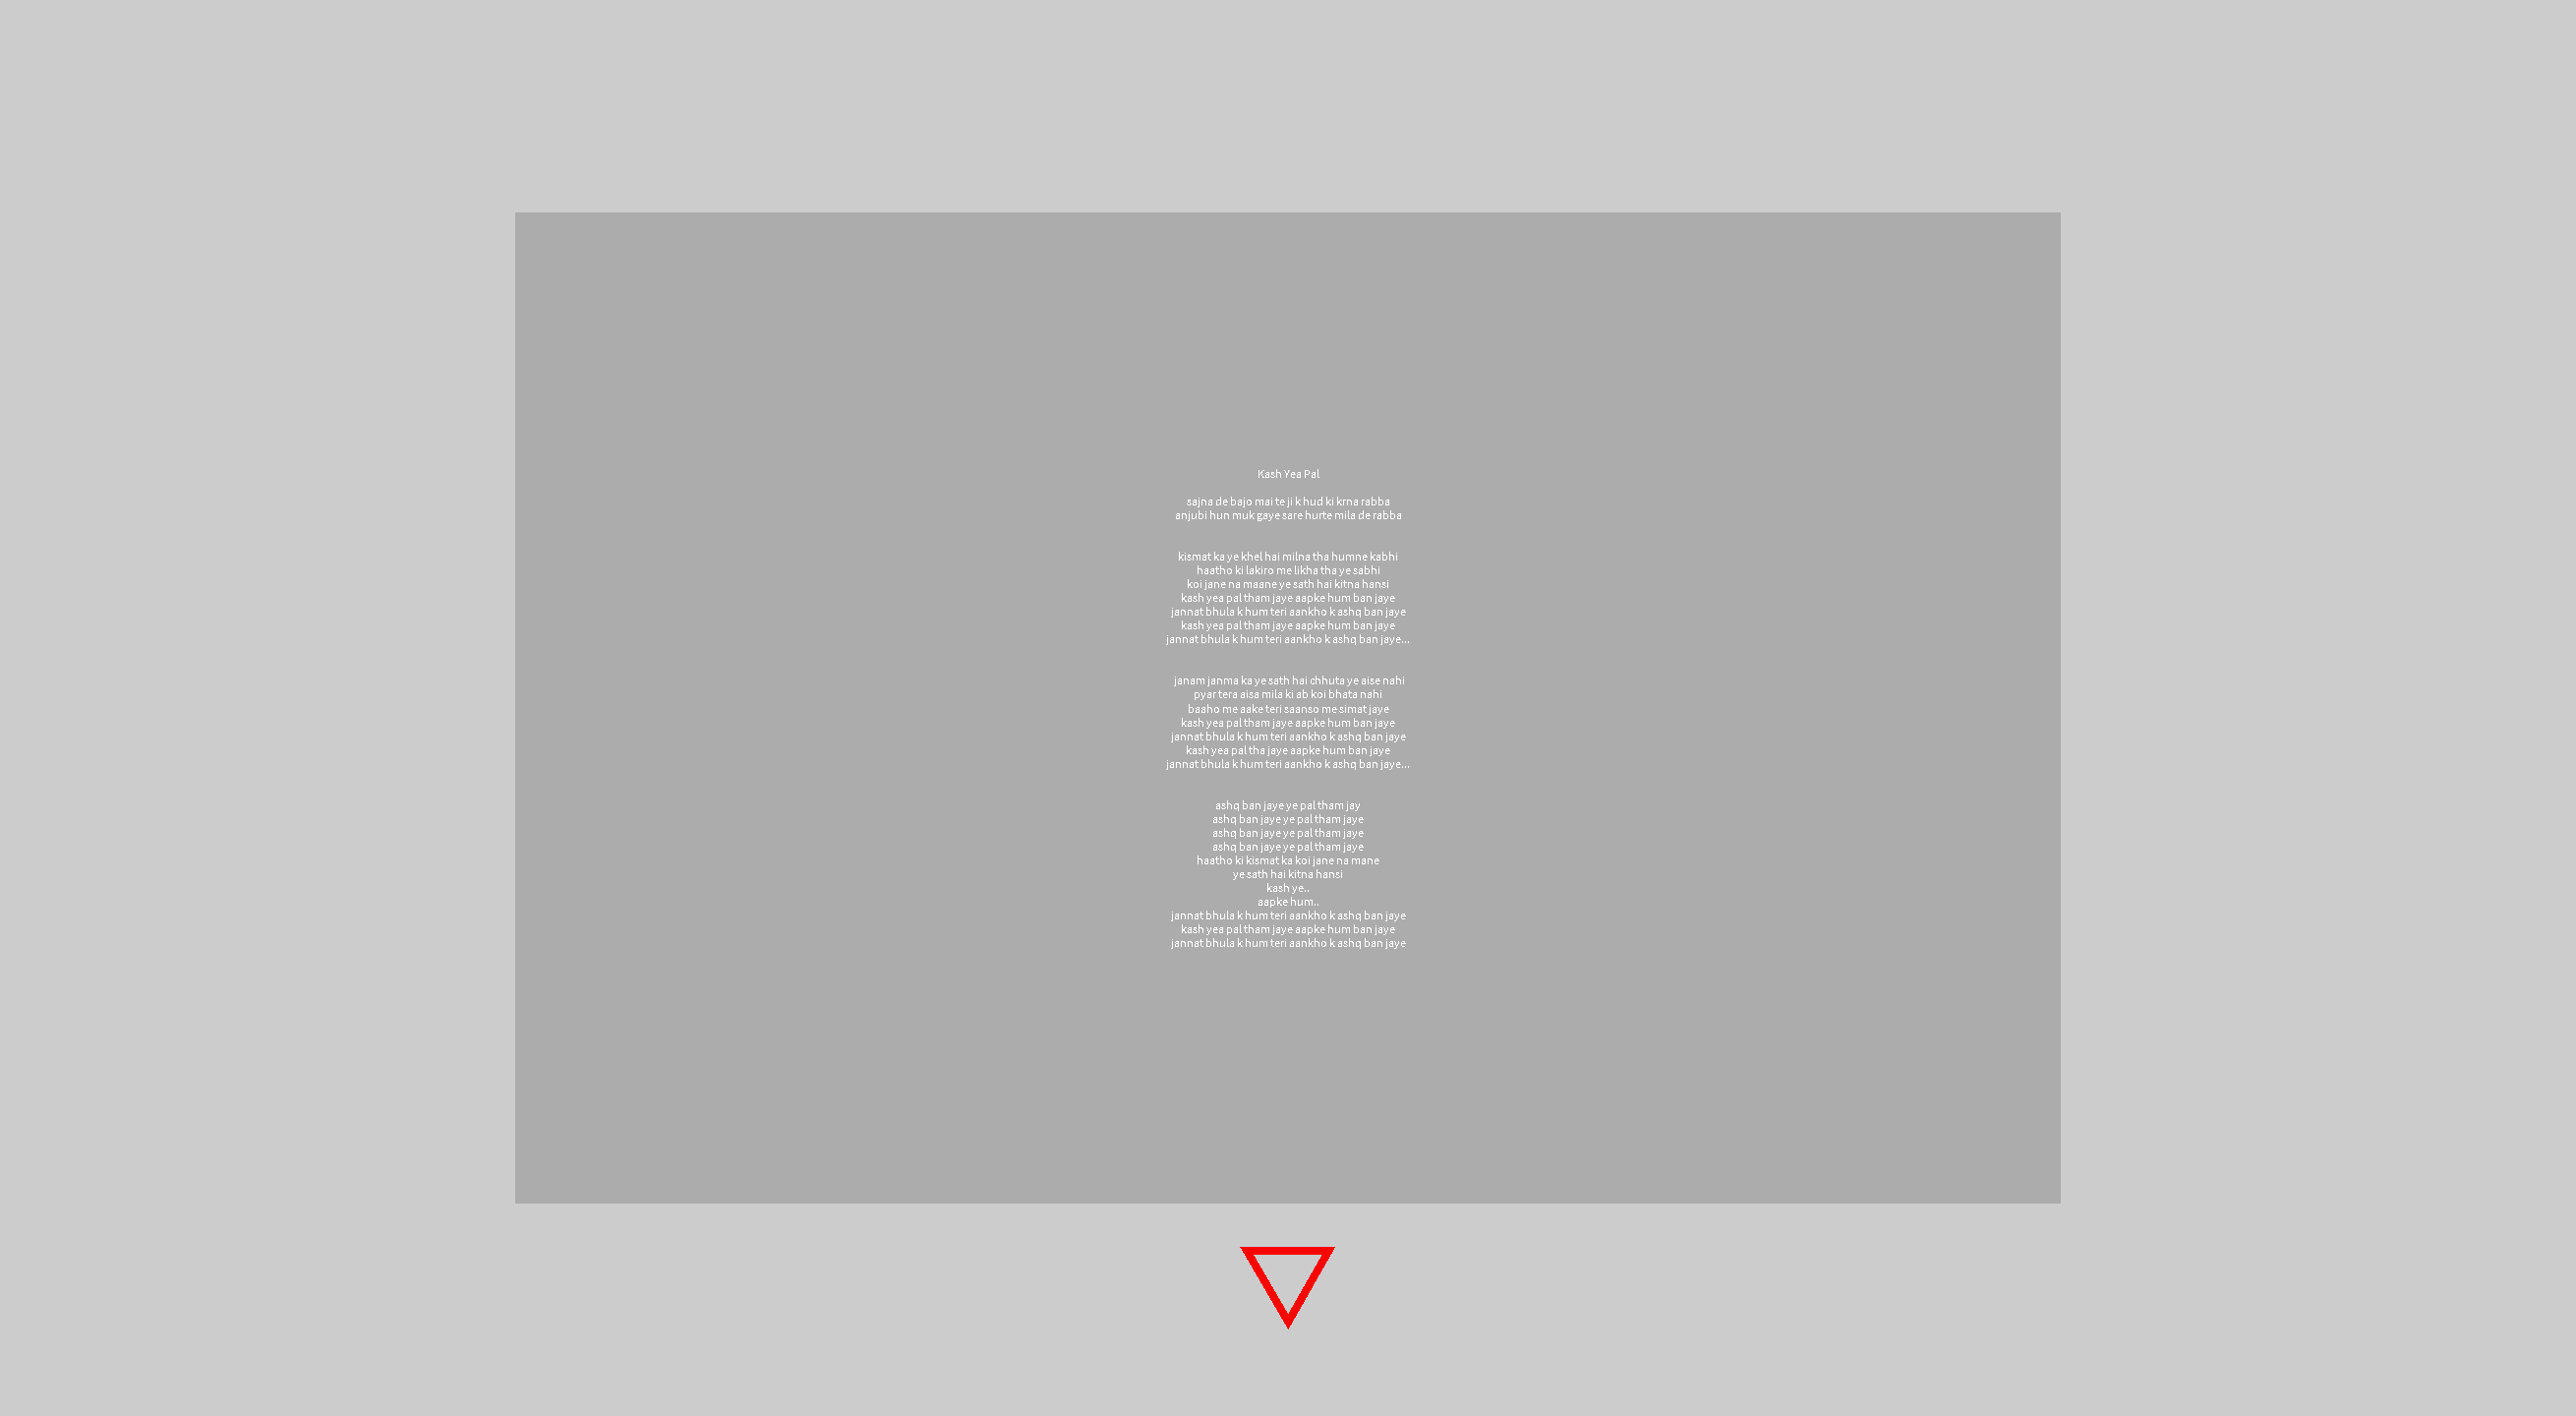 Kash Yea Pal
sajna de bajo mai te ji k hud ki krna rabba
anjubi hun muk gaye sare hurte mila de rabba
kismat ka ye khel hai milna tha humne kabhi
haatho ki lakiro me likha tha ye sabhi
koi jane na maane ye sath hai kitna hansi
kash yea pal tham jaye aapke hum ban jaye
jannat bhula k hum teri aankho k ashq ban jaye
kash yea pal tham jaye aapke hum ban jaye
jannat bhula k hum teri aankho k ashq ban jaye...
janam janma ka ye sath hai chhuta ye aise nahi
pyar tera aisa mila ki ab koi bhata nahi
baaho me aake teri saanso me simat jaye
kash yea pal tham jaye aapke hum ban jaye
jannat bhula k hum teri aankho k ashq ban jaye
kash yea pal tha jaye aapke hum ban jaye
jannat bhula k hum teri aankho k ashq ban jaye...
ashq ban jaye ye pal tham jay
ashq ban jaye ye pal tham jaye
ashq ban jaye ye pal tham jaye
ashq ban jaye ye pal tham jaye
haatho ki kismat ka koi jane na mane
ye sath hai kitna hansi
kash ye..
aapke hum..
jannat bhula k hum teri aankho k ashq ban jaye
kash yea pal tham jaye aapke hum ban jaye
jannat bhula k hum teri aankho k ashq ban jaye